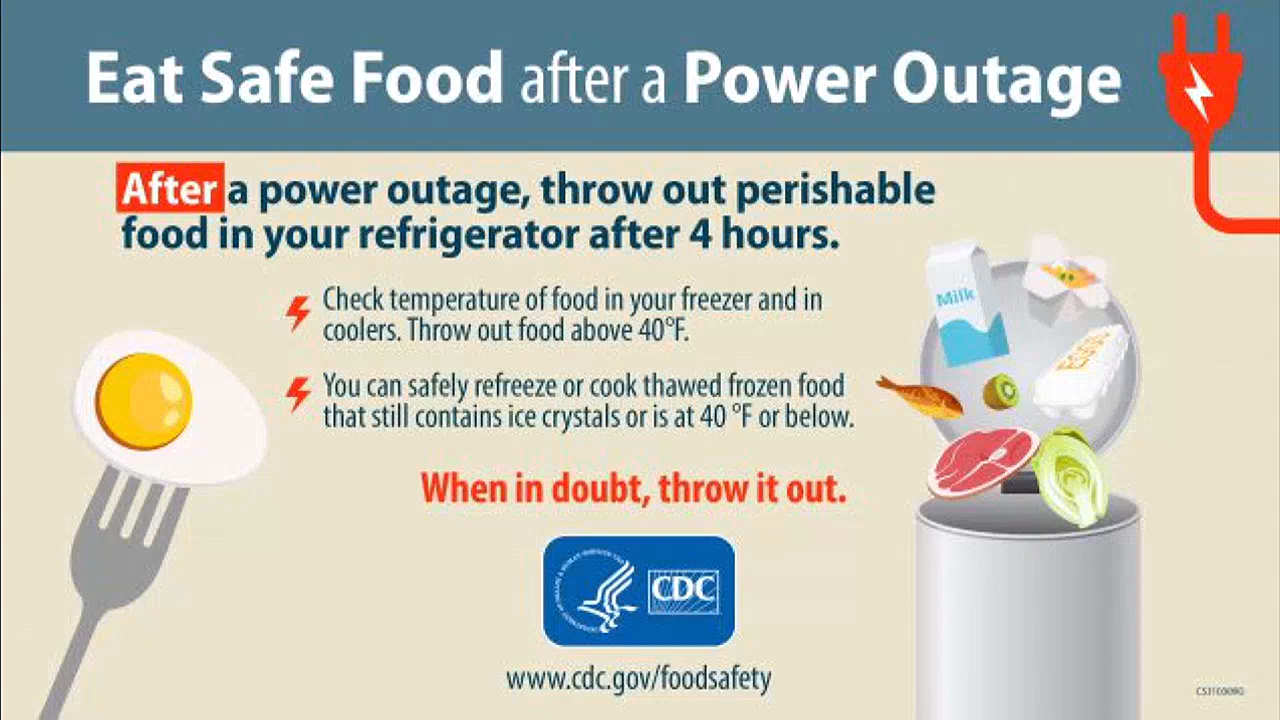 Eat Safe Food after a Power Outage
After a power outage, throw out perishable
food in your refrigerator after 4 hours.
Check temperature of food in your freezer and in
coolers. Throw out food above 40°F.
You can safely refreeze or cook thawed frozen food
that still contains ice crystals or is at 40 °F or below.
When in doubt, throw it out.
Milk
EGGS
CDC
www.cdc.gov/foodsafety